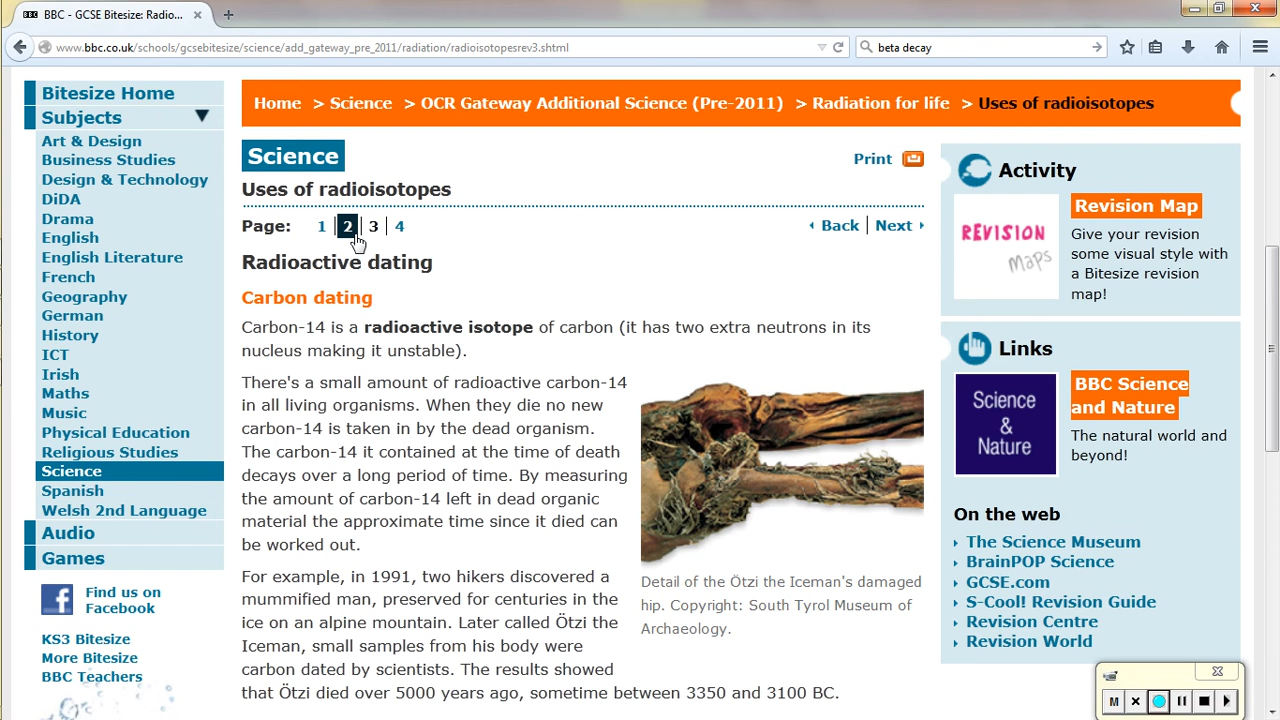 BBC - GCSE Bitesize: Radio...
www.bbc.co.uk/schools/gcsebitesize/science/add_gateway_pre_2011/radiation/radioisotopesrev3.shtml
beta decay
Bitesize Home
Subjects
Art & Design
Business Studies
Design & Technology
DiDA
Drama
English
English Literature
French
Geography
German
History
ICT
Irish
Maths
Music
Physical Education
Religious Studies
Science
Spanish
Welsh 2nd Language
Audio
Games
Find us on
Facebook
KS3 Bitesize
More Bitesize
BBC Teachers
Home > Science > OCR Gateway Additional Science (Pre-2011) > Radiation for life > Uses of radioisotopes
Science
Print
Uses of radioisotopes
Page: 1 | 2 | 3 | 4
Back | Next
Radioactive dating
Carbon dating
Carbon-14 is a radioactive isotope of carbon (it has two extra neutrons in its
nucleus making it unstable).
There's a small amount of radioactive carbon-14
in all living organisms. When they die no new
carbon-14 is taken in by the dead organism.
The carbon-14 it contained at the time of death
decays over a long period of time. By measuring
the amount of carbon-14 left in dead organic
material the approximate time since it died can
be worked out.
For example, in 1991, two hikers discovered a
mummified man, preserved for centuries in the
ice on an alpine mountain. Later called Ötzi the
Iceman, small samples from his body were
carbon dated by scientists. The results showed
that Ötzi died over 5000 years ago, sometime between 3350 and 3100 BC.
Detail of the Ötzi the Iceman's damaged
hip. Copyright: South Tyrol Museum of
Archaeology.
Activity
REVISION
Maps
Revision Map
Give your revision
some visual style with
a Bitesize revision
map!
Links
Science
&
Nature
BBC Science
and Nature
The natural world and
beyond!
On the web
The Science Museum
BrainPOP Science
GCSE.com
S-Cool! Revision Guide
Revision Centre
Revision World
M